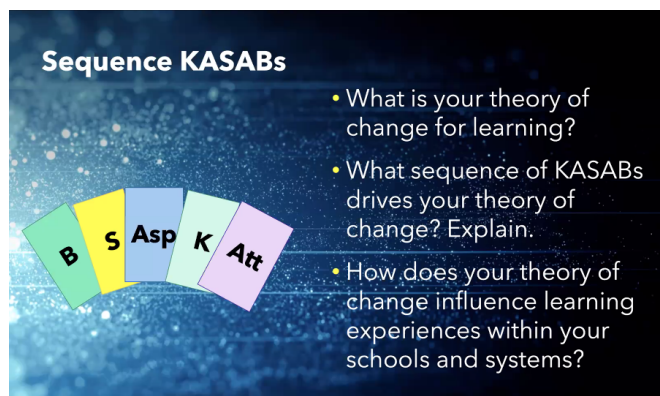 Sequence KASABs
B
S
Asp
K
Att
• What is your theory of
change for learning?
• What sequence of KASABs
drives your theory of
change? Explain.
• How does your theory of
change influence learning
experiences within your
schools and systems?